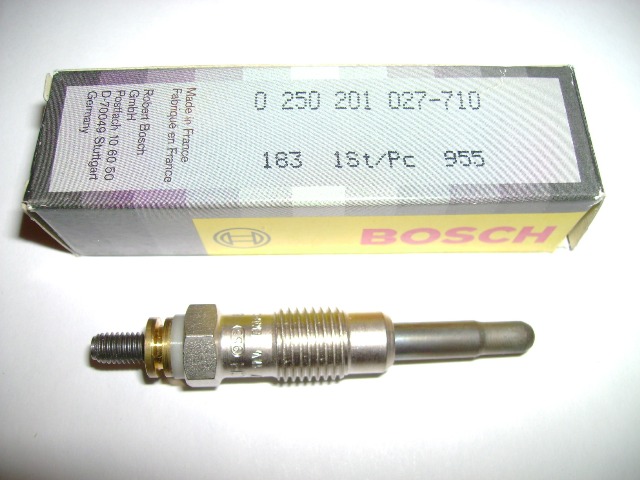 0 250 201 027-710
183 1St/Pc 955
Made in France
Fabriqué en France
Robert Bosch
GmbH
Postfach 10 60 50
D-70049 Stuttgart
Germany
BOSCH